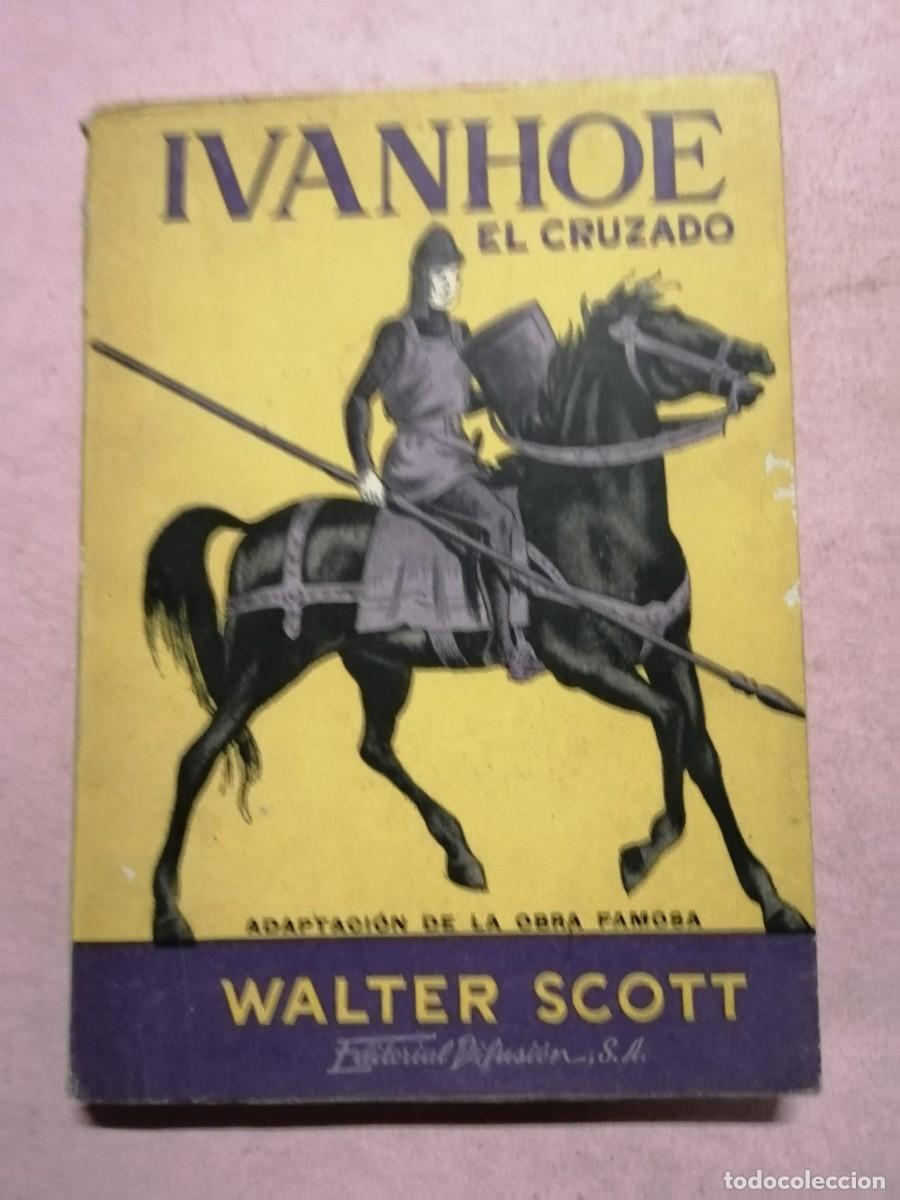 IVANHOE
EL CRUZADO
ADAPTACIÓN DE LA OBRA FAMOSA
WALTER SCOTT
Editorial Difusión, S.A.
todocoleccion